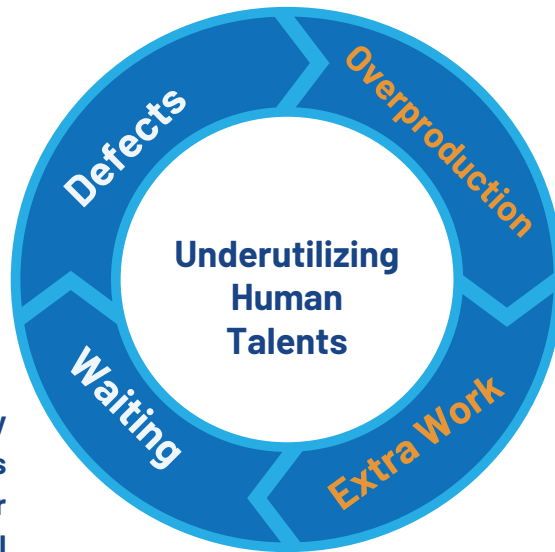 Defects
Overproduction
Underutilizing
Human
Talents
Waiting
Extra Work